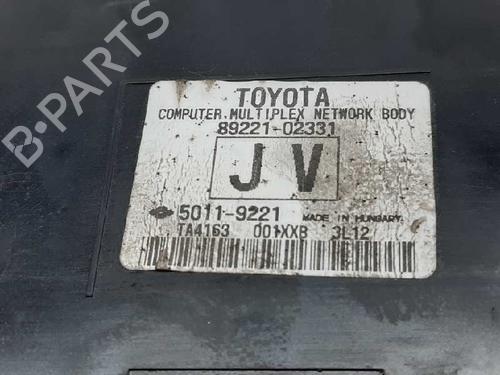 TOYOTA
COMPUTER.MULTIPLEX NETWORK BODY
89221-02331
J V
5011-9221 MADE IN HUNGARY.
TA4163 001XXB 3L12
B-PARTS